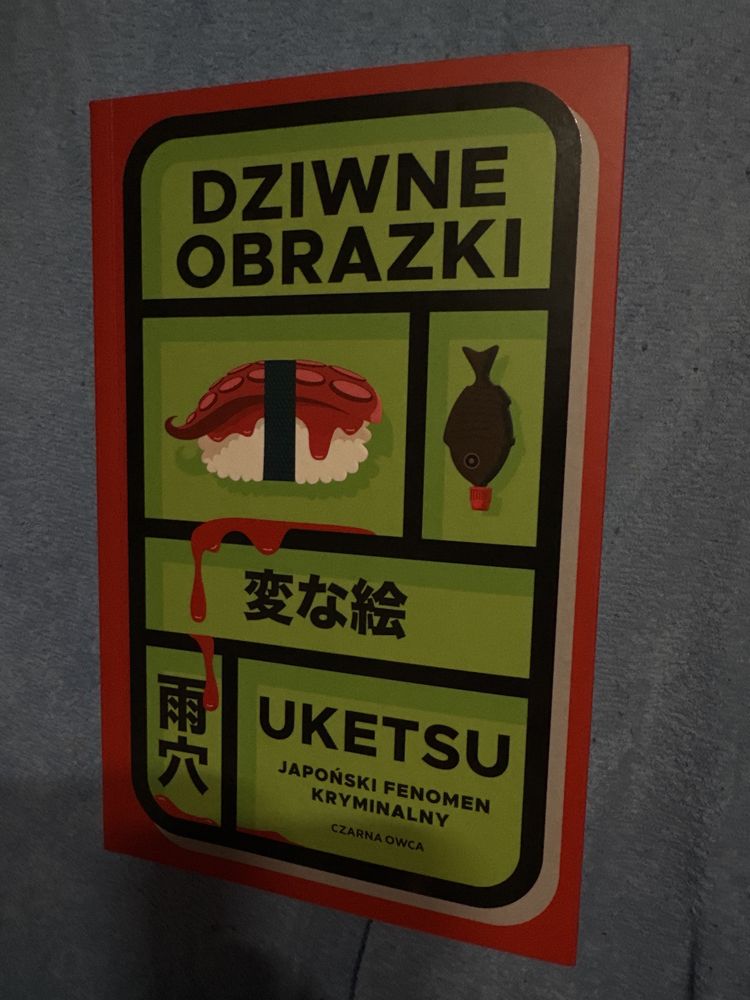 DZIWNE
OBRAZKI
変な絵
雨穴
UKETSU
JAPOŃSKI FENOMEN
KRYMINALNY
CZARNA OWCA